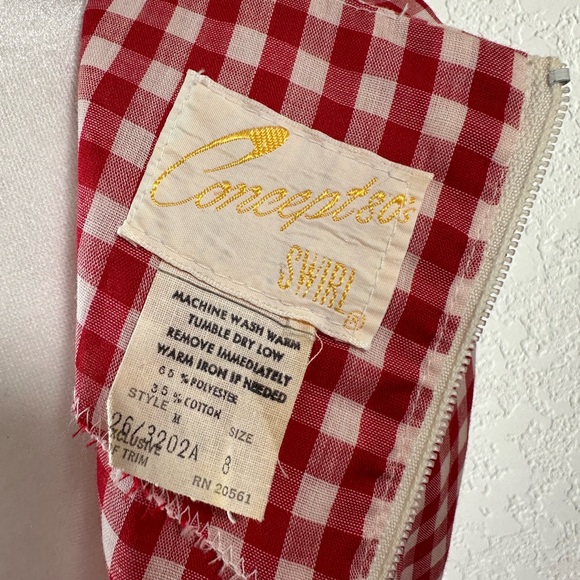 Concepts
SWIRL®
MACHINE WASH WARM
TUMBLE DRY LOW
REMOVE IMMEDIATELY
WARM IRON IF NEEDED
65% POLYESTER
35% COTTON
STYLE M SIZE
26/3202A 8
EXCLUSIVE
OF TRIM
RN 20561